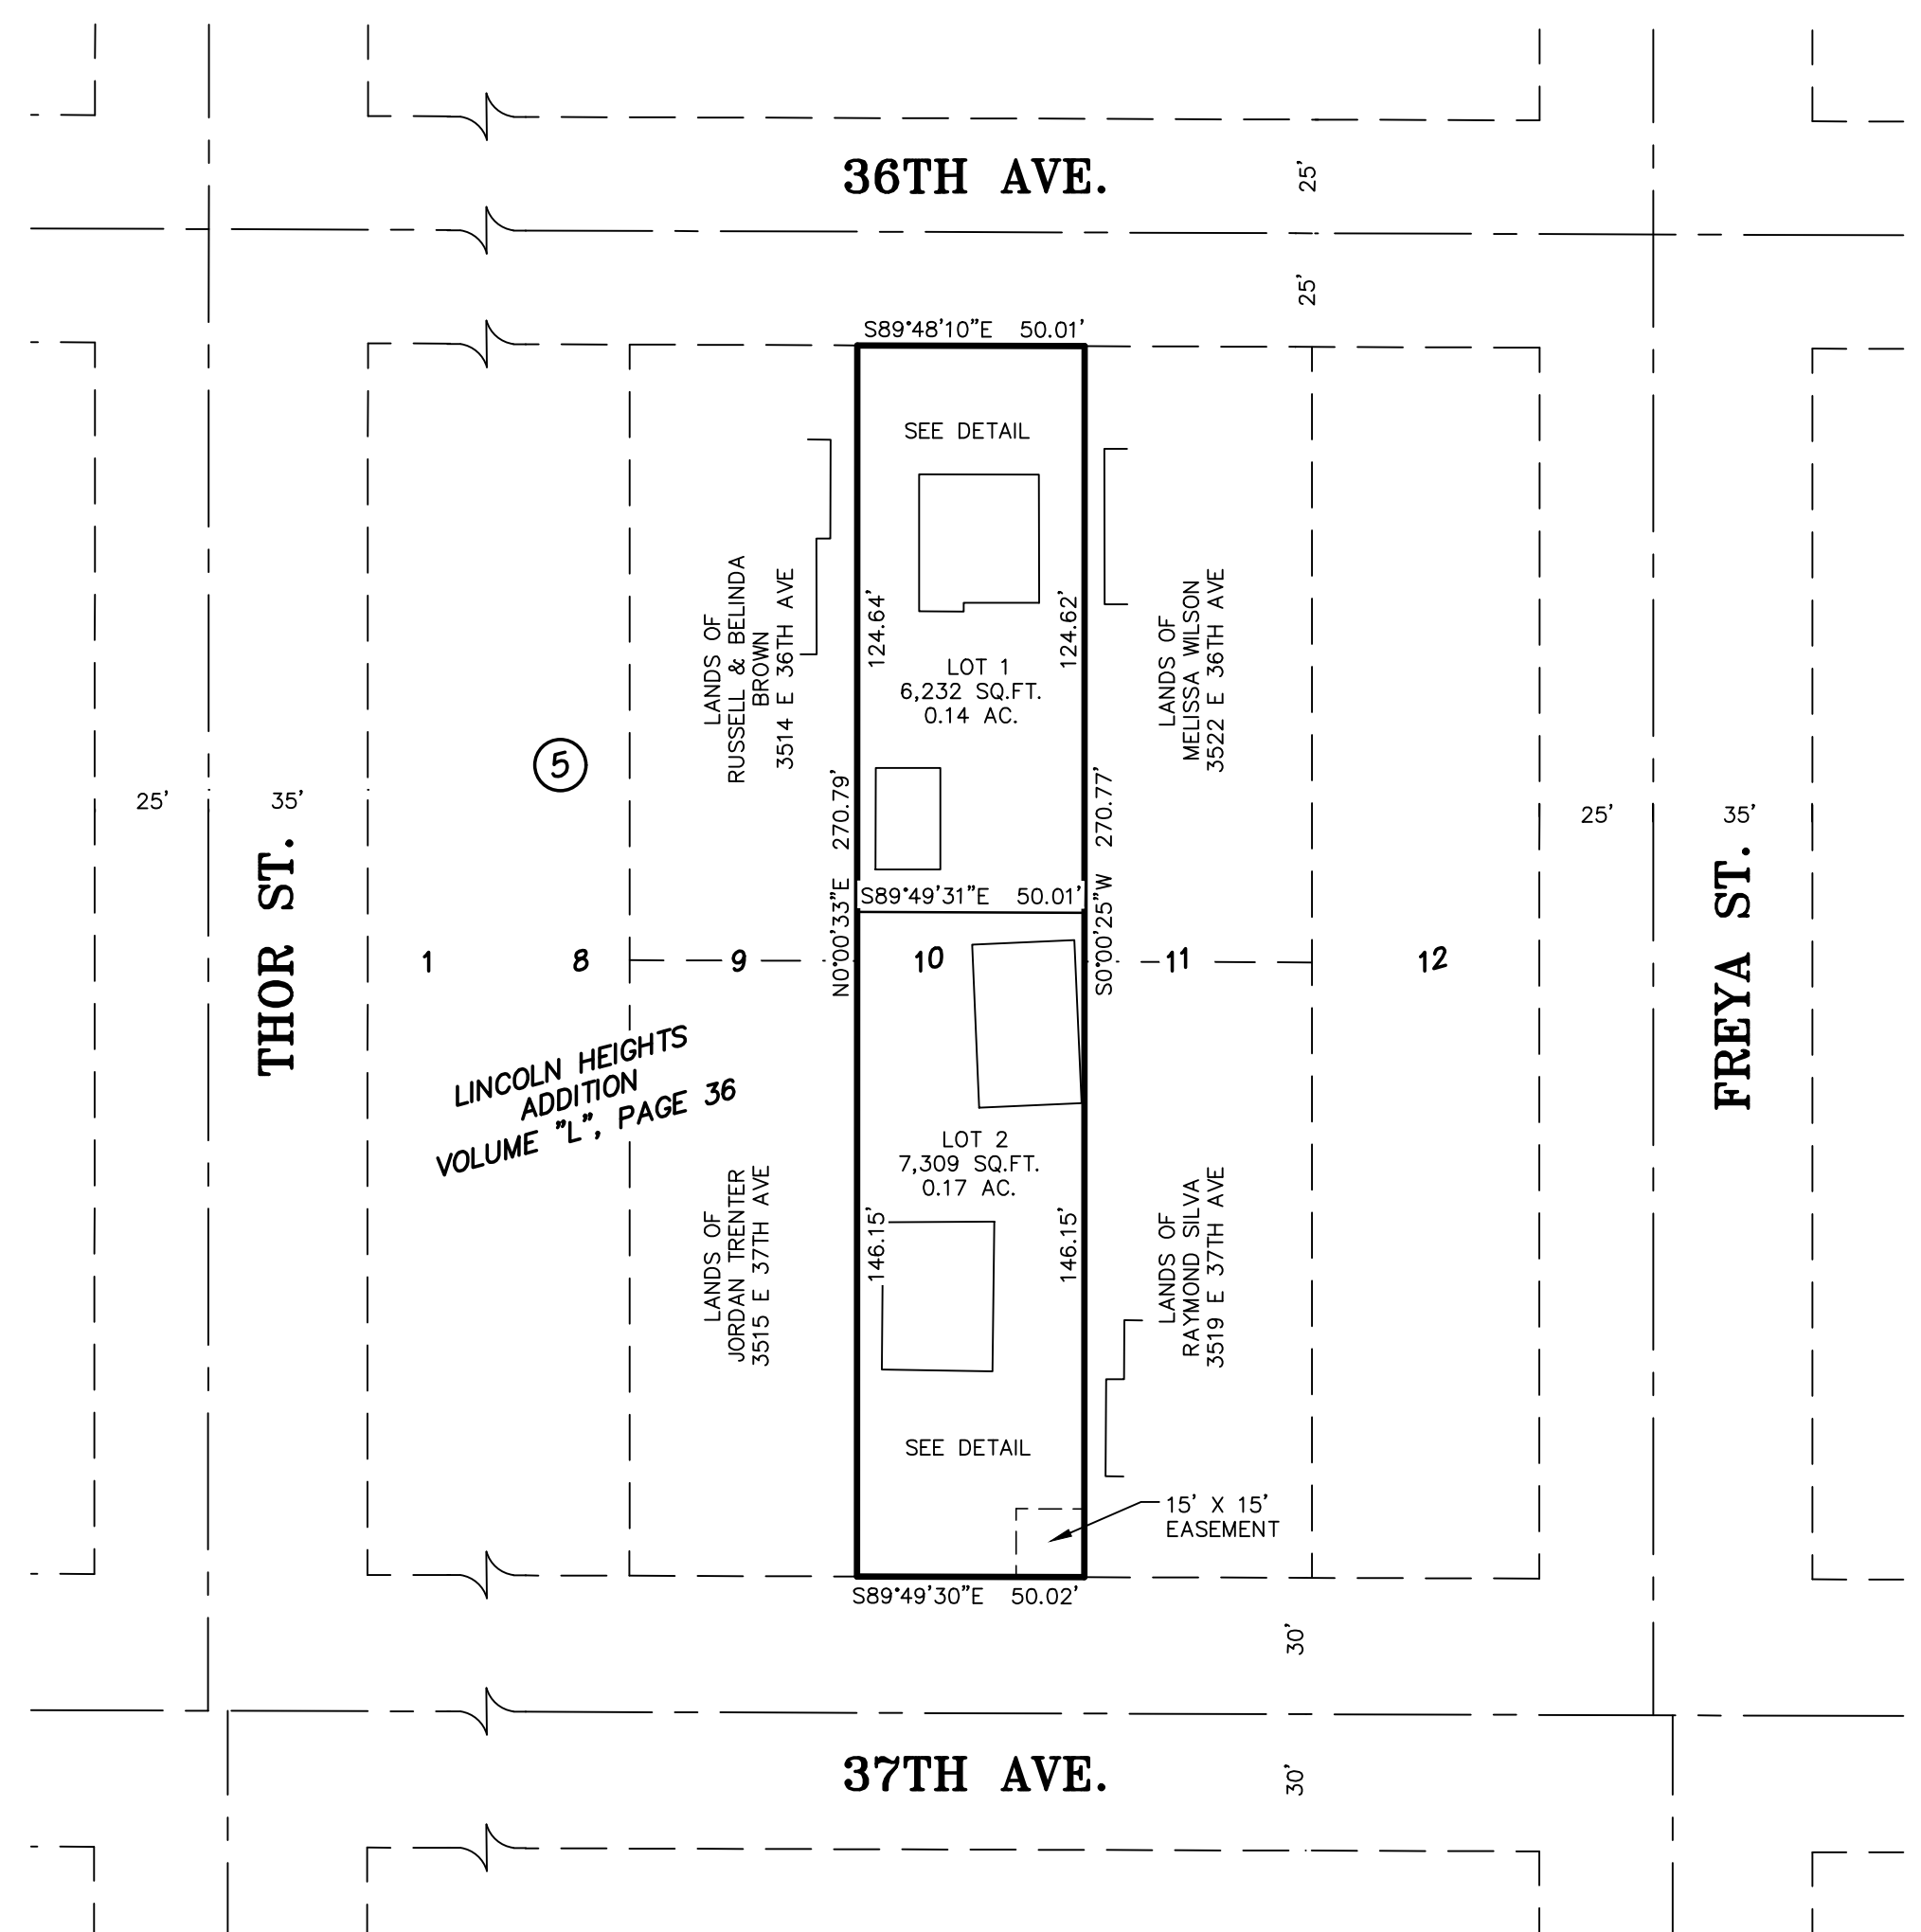 36TH AVE.
25'
25'
S89°48'10"E 50.01'
SEE DETAIL
LANDS OF
RUSSELL & BELINDA
BROWN
3514 E 36TH AVE
124.64'
124.62'
LANDS OF
MELISSA WILSON
3522 E 36TH AVE
LOT 1
6,232 SQ.FT.
0.14 AC.
5
25'
35'
THOR ST.
N0°00'33"E 270.79'
S0°00'25"W 270.77'
25'
35'
FREYA ST.
S89°49'31"E 50.01'
1
8
9
10
11
12
LINCOLN HEIGHTS
ADDITION
VOLUME "L", PAGE 36
LOT 2
7,309 SQ.FT.
0.17 AC.
LANDS OF
JORDAN TRENTER
3515 E 37TH AVE
146.15'
146.15'
LANDS OF
RAYMOND SILVA
3519 E 37TH AVE
SEE DETAIL
15' X 15'
EASEMENT
S89°49'30"E 50.02'
30'
37TH AVE.
30'